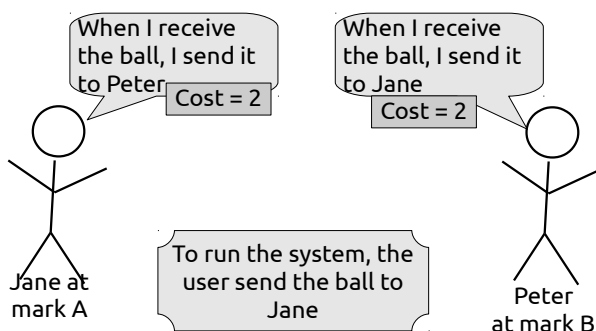 When I receive
the ball, I send it
to Peter
Cost = 2
When I receive
the ball, I send it
to Jane
Cost = 2
Jane at
mark A
To run the system, the
user send the ball to
Jane
Peter
at mark B